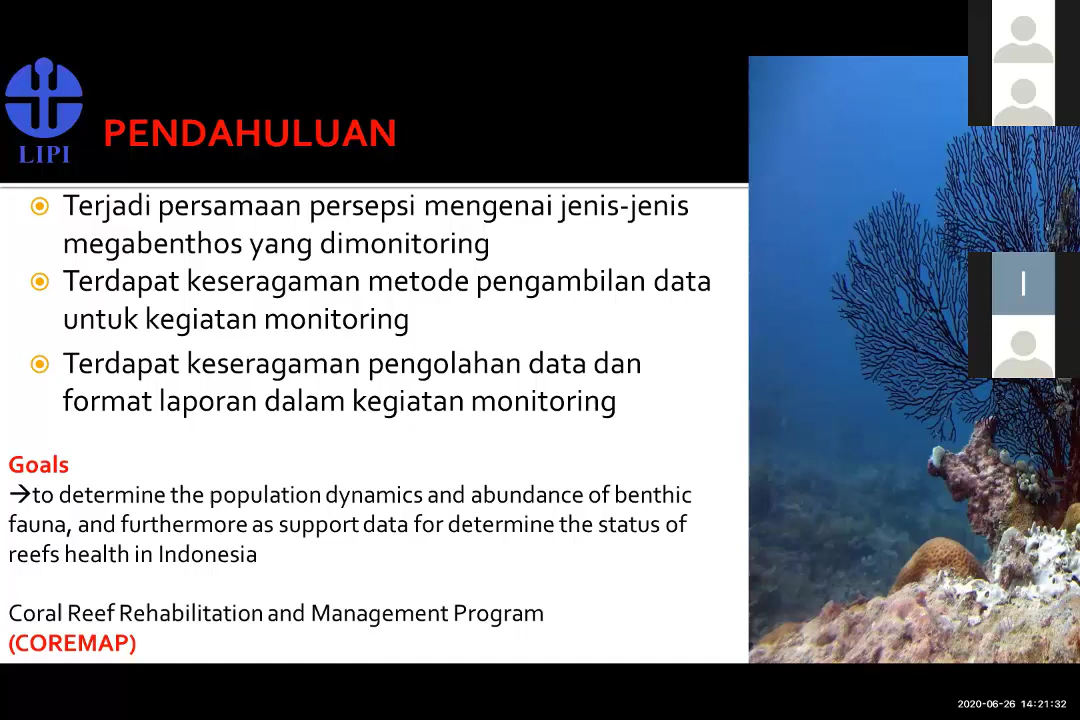 LIPI
PENDAHULUAN
Terjadi persamaan persepsi mengenai jenis-jenis
megabenthos yang dimonitoring
Terdapat keseragaman metode pengambilan data
untuk kegiatan monitoring
Terdapat keseragaman pengolahan data dan
format laporan dalam kegiatan monitoring
Goals
→to determine the population dynamics and abundance of benthic
fauna, and furthermore as support data for determine the status of
reefs health in Indonesia
Coral Reef Rehabilitation and Management Program
(COREMAP)
I
2020-06-26 14:21:32